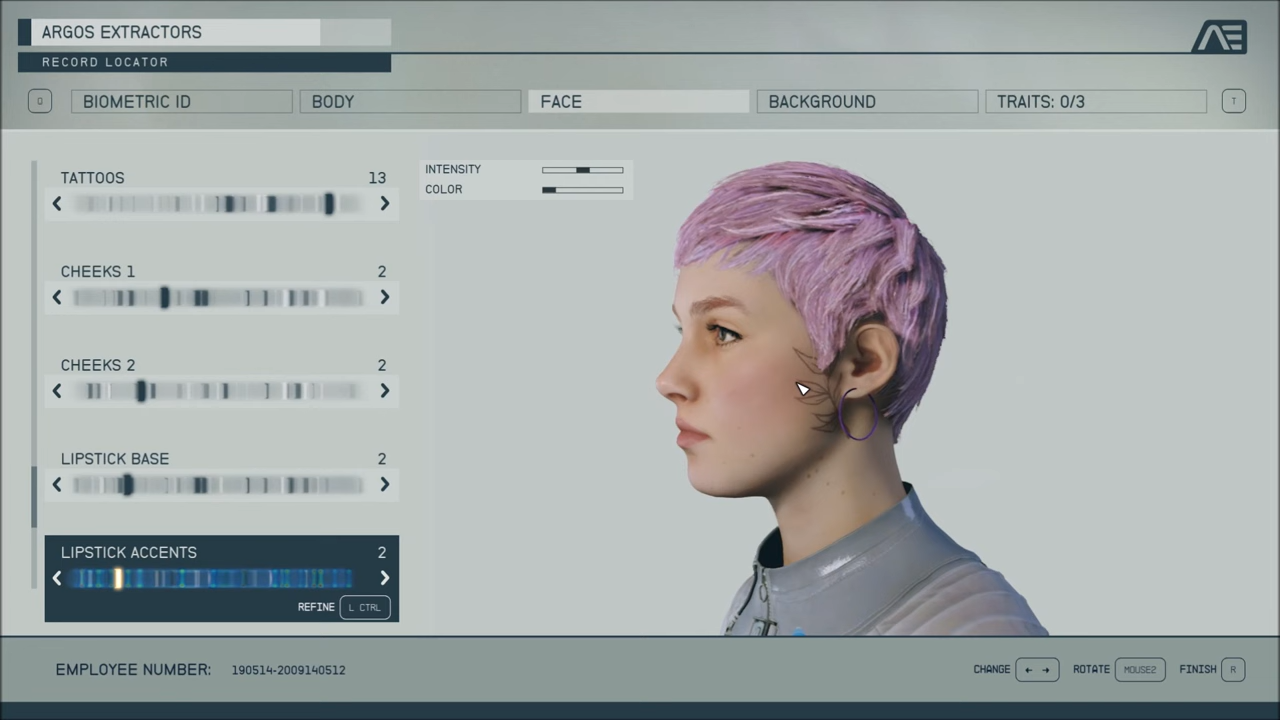 ARGOS EXTRACTORS
RECORD LOCATOR
BIOMETRIC ID BODY FACE BACKGROUND TRAITS: 0/3 T
TATTOOS 13
INTENSITY
COLOR
CHEEKS 1 2
CHEEKS 2 2
LIPSTICK BASE 2
LIPSTICK ACCENTS 2
REFINE L CTRL
EMPLOYEE NUMBER: 190514-2009140512
CHANGE ← → ROTATE MOUSE2 FINISH R